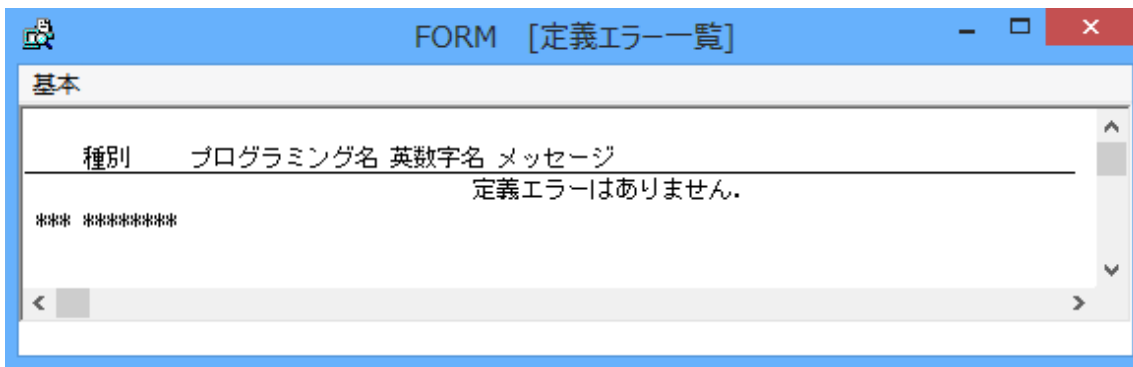 FORM [定義エラー一覧]
基本
種別 プログラミング名 英数字名 メッセージ
定義エラーはありません.
*** ********